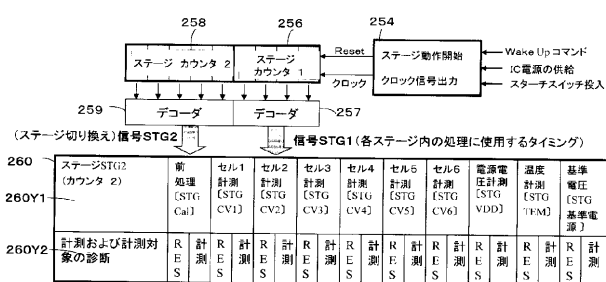 258
256
254
ステージ カウンタ 2
ステージ
カウンタ 1
Reset
クロック
ステージ動作開始
クロック信号出力
Wake Up コマンド
IC電源の供給
スターチスイッチ投入
259
デコーダ
デコーダ
257
(ステージ切り換え) 信号STG2
信号STG1 (各ステージ内の処理に使用するタイミング)
260
260Y1
ステージSTG2
(カウンタ 2)
前
処理
[STG
Cal]
セル1
計測
[STG
CV1]
セル2
計測
[STG
CV2]
セル3
計測
[STG
CV3]
セル4
計測
[STG
CV4]
セル5
計測
[STG
CV5]
セル6
計測
[STG
CV6]
電源電
圧計測
[STG
VDD]
温度
計測
[STG
TEM]
基準
電圧
[STG
基準電
源]
260Y2
計測および計測対
象の診断
RES
計測
RES
計測
RES
計測
RES
計測
RES
計測
RES
計測
RES
計測
RES
計測
RES
計測
RES
計測